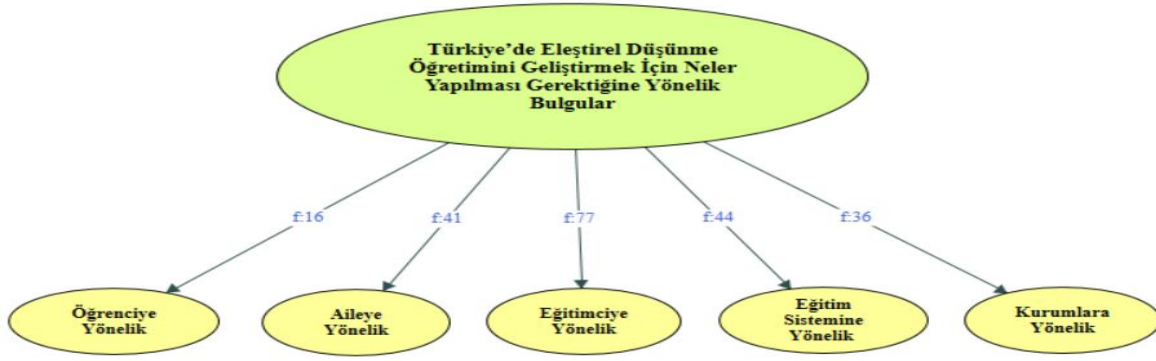 Türkiye’de Eleştirel Düşünme
Öğretimini Geliştirmek İçin Neler
Yapılması Gerektiğine Yönelik
Bulgular
f:16
f:41
f:77
f:44
f:36
Öğrenciye
Yönelik
Aileye
Yönelik
Eğitimciye
Yönelik
Eğitim
Sistemine
Yönelik
Kurumlara
Yönelik